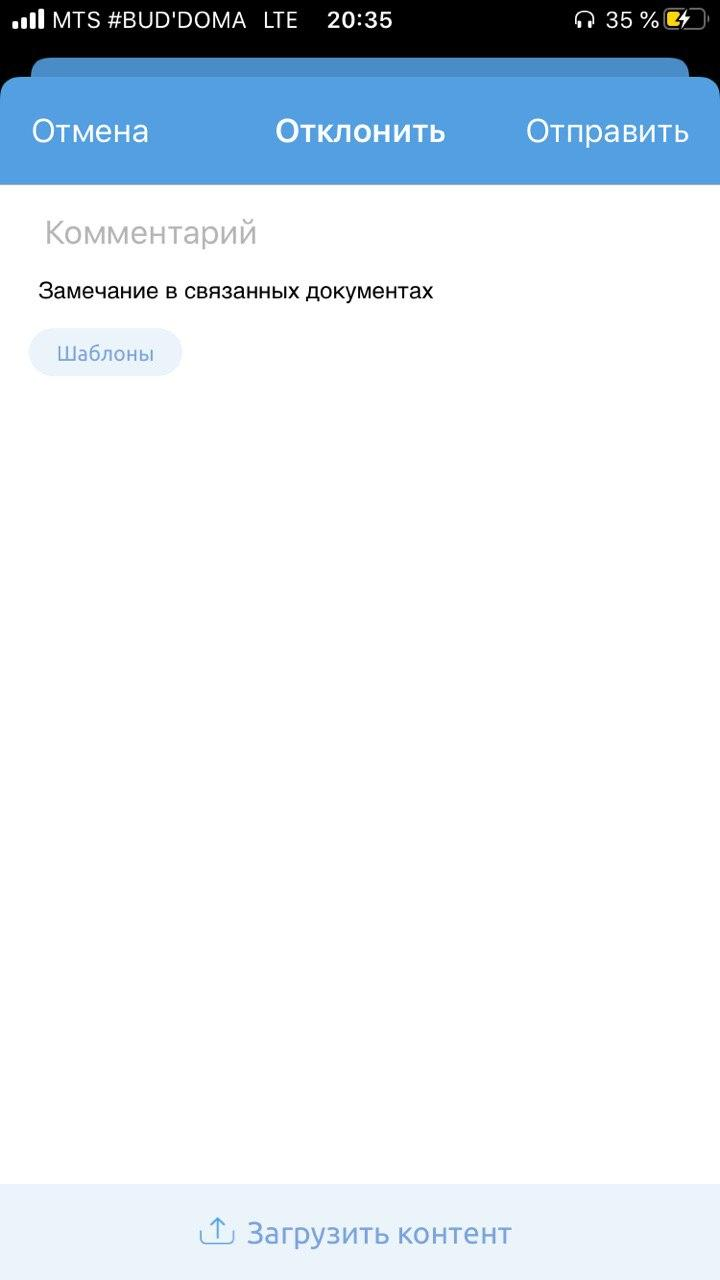 MTS #BUD'DOMA LTE 20:35 35 %
Отмена Отклонить Отправить
Комментарий
Замечание в связанных документах
Шаблоны
Загрузить контент